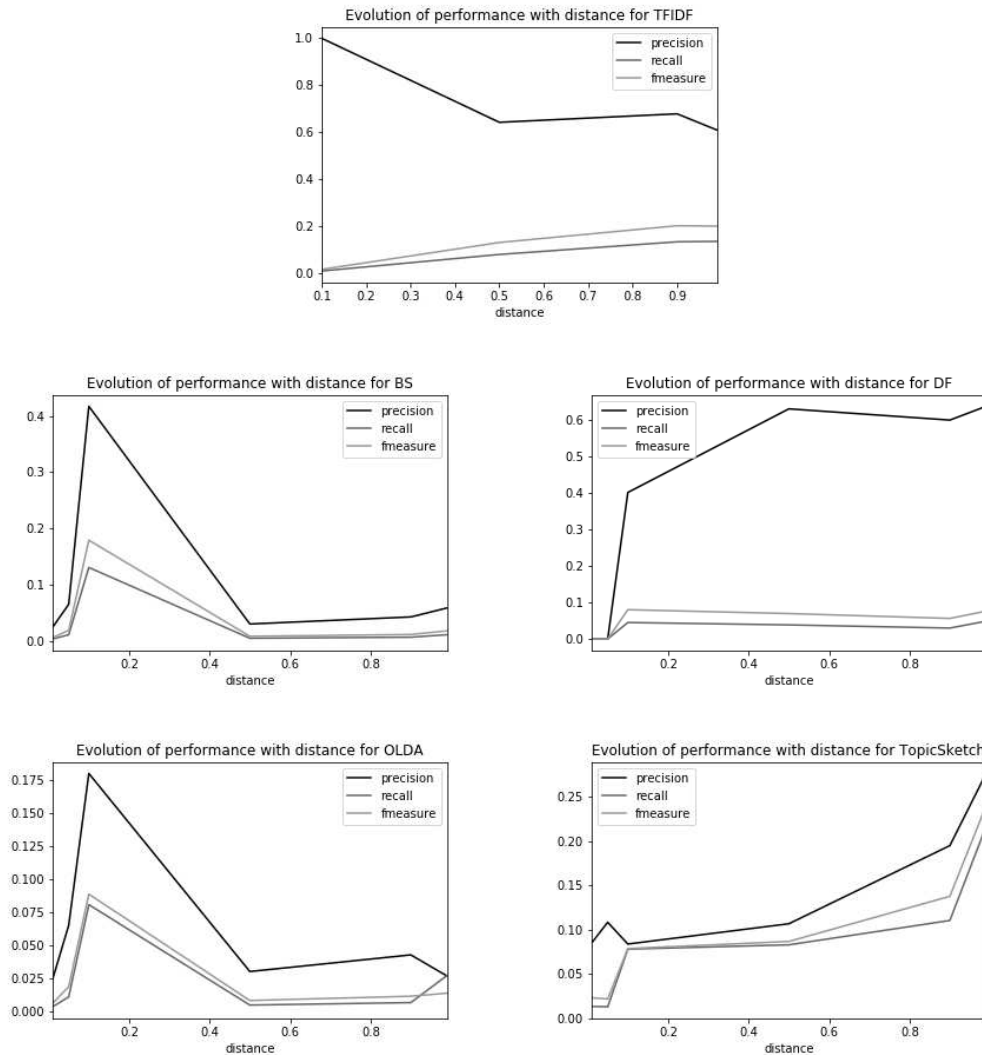 Evolution of performance with distance for TFIDF
precision
recall
fmeasure
1.0
0.8
0.6
0.4
0.2
0.0
0.1 0.2 0.3 0.4 0.5 0.6 0.7 0.8 0.9
distance
Evolution of performance with distance for BS
precision
recall
fmeasure
0.4
0.3
0.2
0.1
0.0
0.2 0.4 0.6 0.8
distance
Evolution of performance with distance for DF
precision
recall
fmeasure
0.6
0.5
0.4
0.3
0.2
0.1
0.0
0.2 0.4 0.6 0.8
distance
Evolution of performance with distance for OLDA
precision
recall
fmeasure
0.175
0.150
0.125
0.100
0.075
0.050
0.025
0.000
0.2 0.4 0.6 0.8
distance
Evolution of performance with distance for TopicSketch
precision
recall
fmeasure
0.25
0.20
0.15
0.10
0.05
0.00
0.2 0.4 0.6 0.8
distance